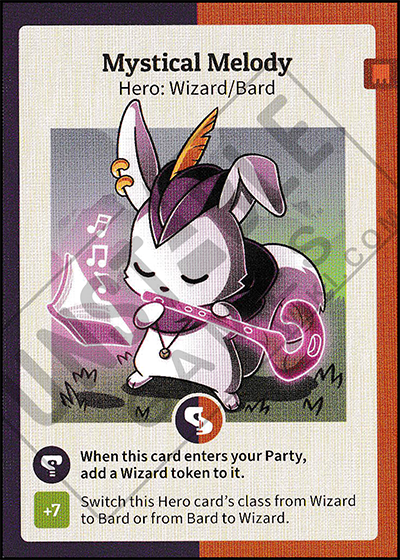 Mystical Melody
Hero: Wizard/Bard
When this card enters your Party,
add a Wizard token to it.
+7
Switch this Hero card's class from Wizard
to Bard or from Bard to Wizard.